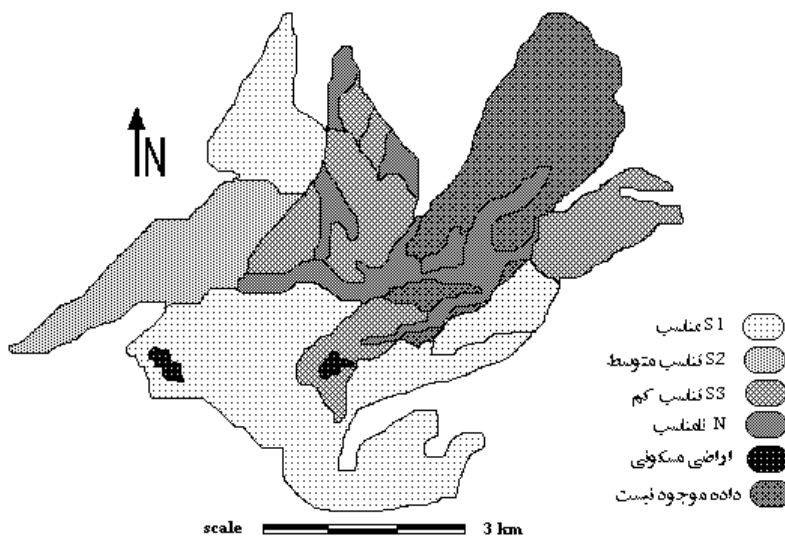 N
S1 مناسب
S2 تناسب متوسط
S3 تناسب کم
N نامناسب
اراضی مسکونی
داده موجود نیست
scale 3 km